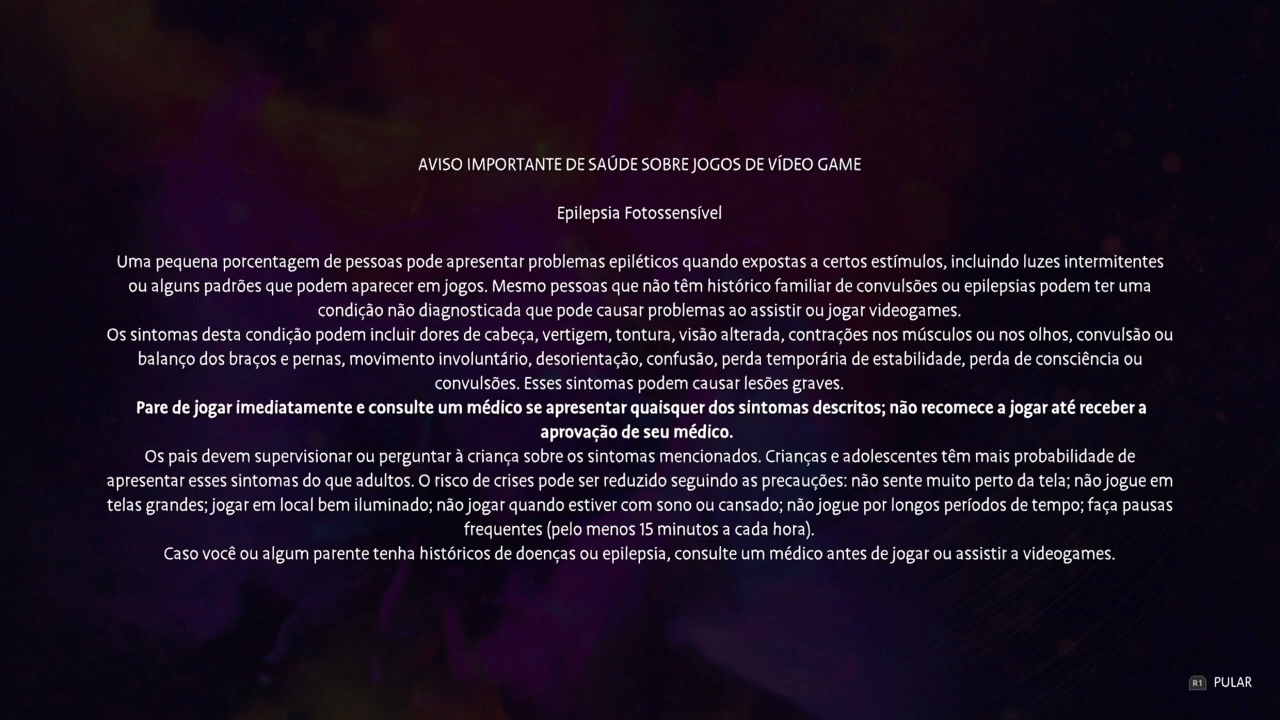 AVISO IMPORTANTE DE SAÚDE SOBRE JOGOS DE VÍDEO GAME
Epilepsia Fotossensível
Uma pequena porcentagem de pessoas pode apresentar problemas epiléticos quando expostas a certos estímulos, incluindo luzes intermitentes
ou alguns padrões que podem aparecer em jogos. Mesmo pessoas que não têm histórico familiar de convulsões ou epilepsias podem ter uma
condição não diagnosticada que pode causar problemas ao assistir ou jogar videogames.
Os sintomas desta condição podem incluir dores de cabeça, vertigem, tontura, visão alterada, contrações nos músculos ou nos olhos, convulsão ou
balanço dos braços e pernas, movimento involuntário, desorientação, confusão, perda temporária de estabilidade, perda de consciência ou
convulsões. Esses sintomas podem causar lesões graves.
Pare de jogar imediatamente e consulte um médico se apresentar quaisquer dos sintomas descritos; não recomece a jogar até receber a
aprovação de seu médico.
Os pais devem supervisionar ou perguntar à criança sobre os sintomas mencionados. Crianças e adolescentes têm mais probabilidade de
apresentar esses sintomas do que adultos. O risco de crises pode ser reduzido seguindo as precauções: não sente muito perto da tela; não jogue em
telas grandes; jogar em local bem iluminado; não jogar quando estiver com sono ou cansado; não jogue por longos períodos de tempo; faça pausas
frequentes (pelo menos 15 minutos a cada hora).
Caso você ou algum parente tenha históricos de doenças ou epilepsia, consulte um médico antes de jogar ou assistir a videogames.
R1 PULAR